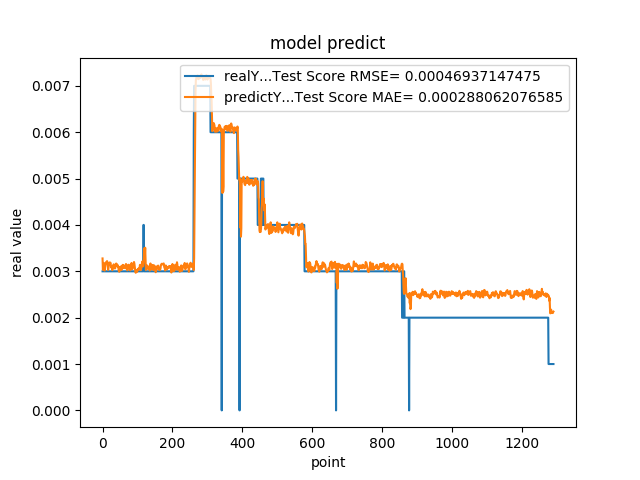 model predict
realY...Test Score RMSE= 0.00046937147475
predictY...Test Score MAE= 0.000288062076585
0.007
0.006
0.005
0.004
0.003
0.002
0.001
0.000
real value
0 200 400 600 800 1000 1200
point